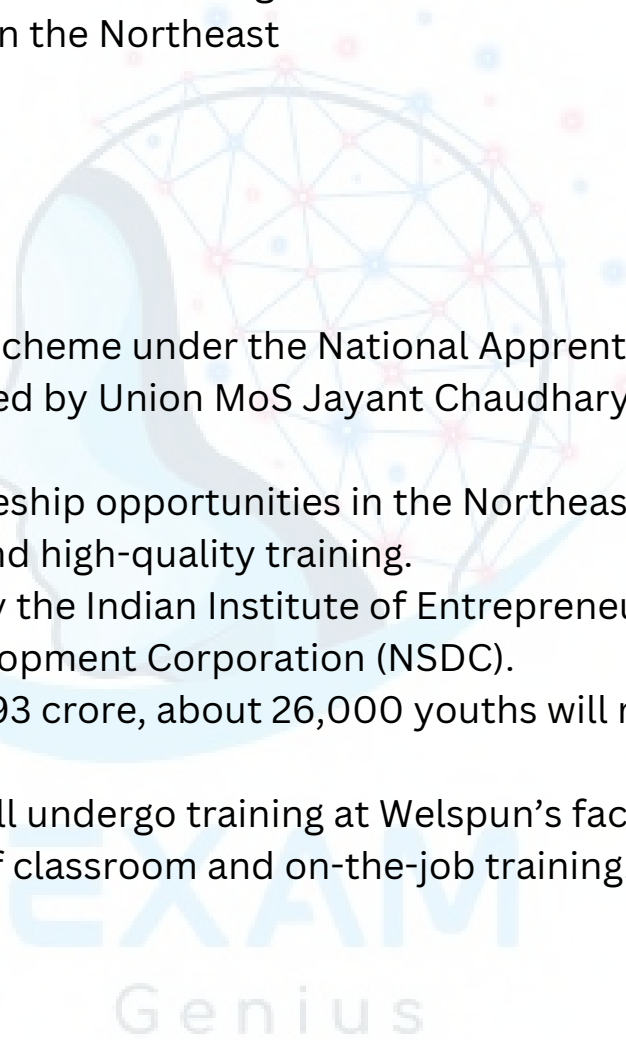 n the Northeast
cheme under the National Apprent
ed by Union MoS Jayant Chaudhary
eship opportunities in the Northeas
nd high-quality training.
y the Indian Institute of Entrepreneu
opment Corporation (NSDC).
93 crore, about 26,000 youths will r
ll undergo training at Welspun’s fac
f classroom and on-the-job training
EXAM
Genius